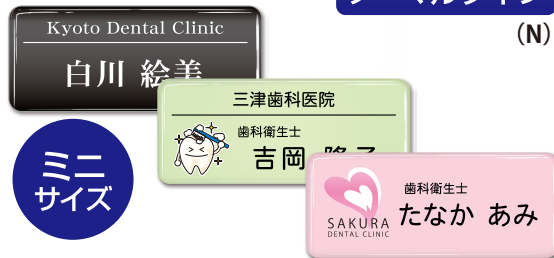 (N)
Kyoto Dental Clinic
白川 絵美
三津歯科医院
歯科衛生士
吉岡
ミニ
サイズ
歯科衛生士
たなか あみ
SAKURA
DENTAL CLINIC